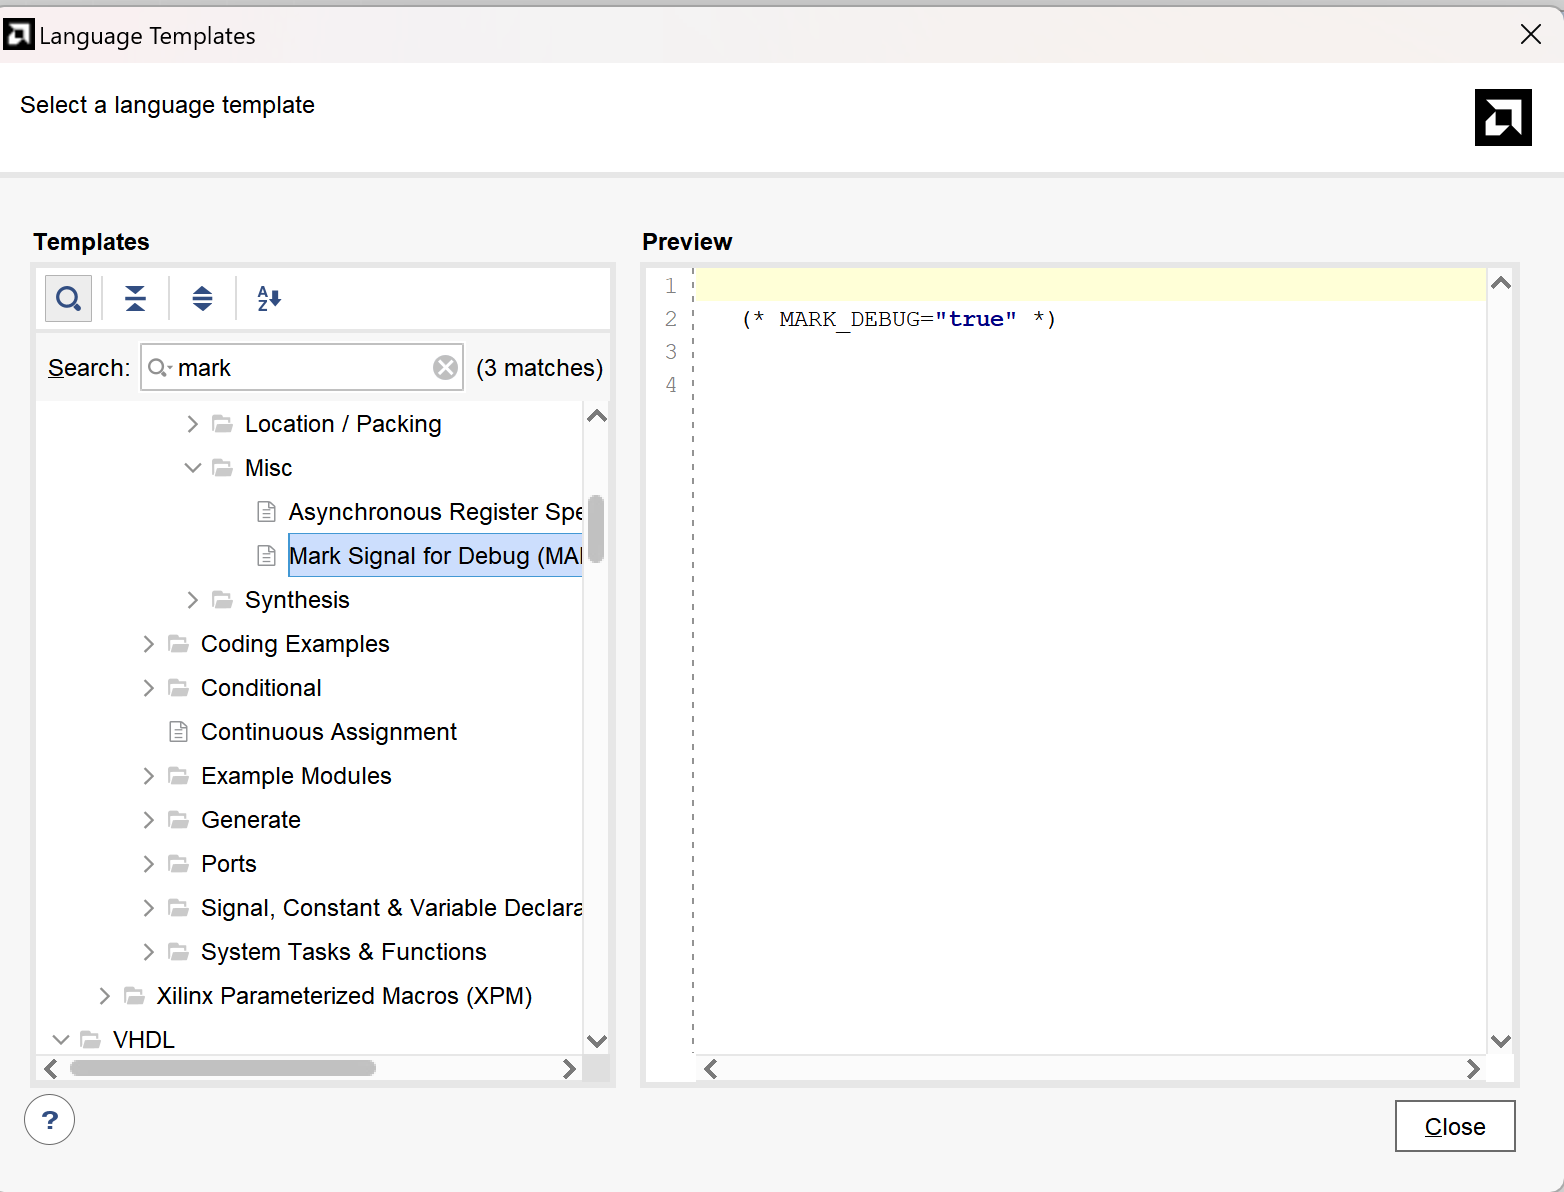 Language Templates
Select a language template
Templates
Search: mark (3 matches)
Location / Packing
Misc
Asynchronous Register Spe
Mark Signal for Debug (MAI
Synthesis
Coding Examples
Conditional
Continuous Assignment
Example Modules
Generate
Ports
Signal, Constant & Variable Declara
System Tasks & Functions
Xilinx Parameterized Macros (XPM)
VHDL
Preview
1
2 (* MARK_DEBUG="true" *)
3
4
?
Close